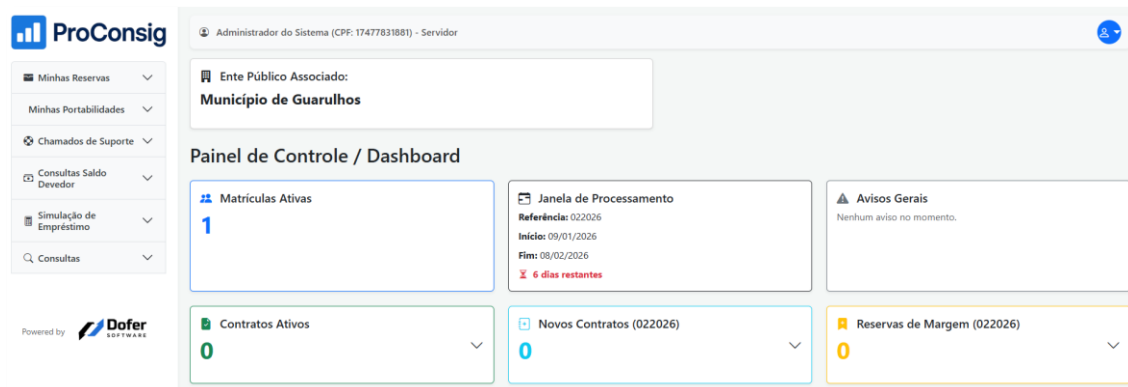 ProConsig
Administrador do Sistema (CPF: 17477831881) - Servidor
Minhas Reservas
Minhas Portabilidades
Chamados de Suporte
Consultas Saldo
Devedor
Simulação de
Empréstimo
Consultas
Powered by Dofer
SOFTWARE
Ente Público Associado:
Município de Guarulhos
Painel de Controle / Dashboard
Matrículas Ativas
1
Janela de Processamento
Referência: 022026
Início: 09/01/2026
Fim: 08/02/2026
6 dias restantes
Avisos Gerais
Nenhum aviso no momento.
Contratos Ativos
0
Novos Contratos (022026)
0
Reservas de Margem (022026)
0